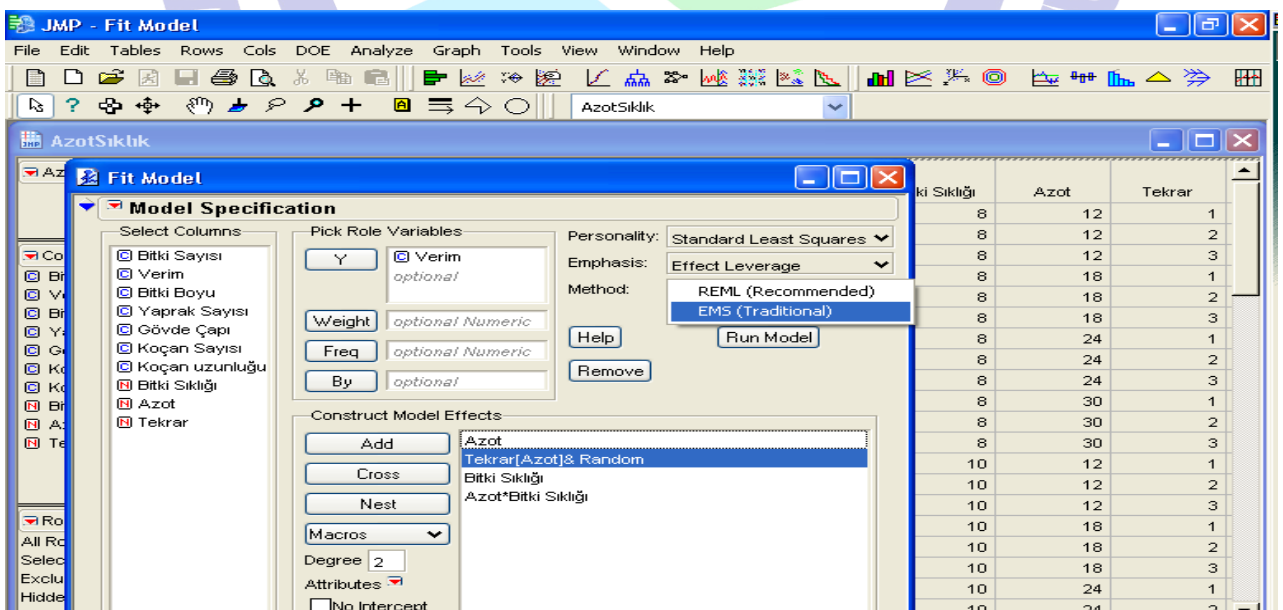 JMP - Fit Model
File Edit Tables Rows Cols DOE Analyze Graph Tools View Window Help
AzotSıklık
AzotSıklık
Fit Model
Model Specification
Select Columns
Bitki Sayısı
Verim
Bitki Boyu
Yaprak Sayısı
Gövde Çapı
Koçan Sayısı
Koçan uzunluğu
Bitki Sıklığı
Azot
Tekrar
Pick Role Variables
Y Verim
optional
Weight optional Numeric
Freq optional Numeric
By optional
Personality: Standard Least Squares
Emphasis: Effect Leverage
Method: REML (Recommended)
EMS (Traditional)
Help Run Model
Remove
Construct Model Effects
Add
Cross
Nest
Macros
Degree 2
Attributes
No Intercept
Azot
Tekrar[Azot]& Random
Bitki Sıklığı
Azot*Bitki Sıklığı
ki Sıklığı Azot Tekrar
8 12 1
8 12 2
8 12 3
8 18 1
8 18 2
8 18 3
8 24 1
8 24 2
8 24 3
8 30 1
8 30 2
8 30 3
10 12 1
10 12 2
10 12 3
10 18 1
10 18 2
10 18 3
10 24 1
10 24 2